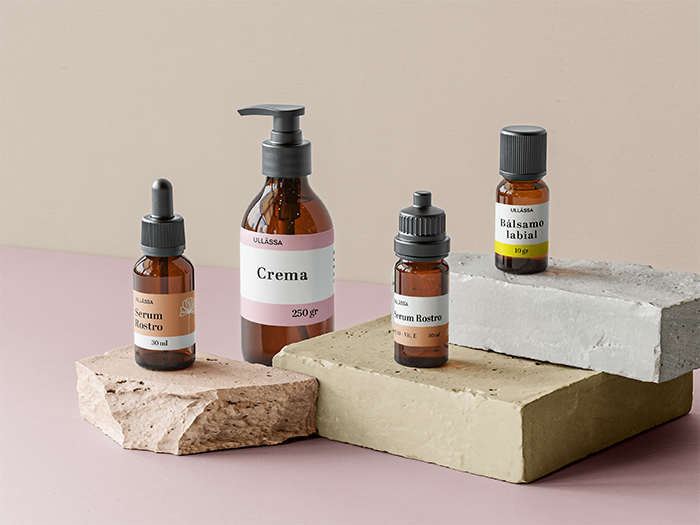 ULLÄSSA
Serum
Rostro
30 ml
ULLÄSSA
Crema
250 gr
ULLÄSSA
Serum Rostro
Vit. E
30 ml
ULLÄSSA
Bálsamo
labial
10 gr